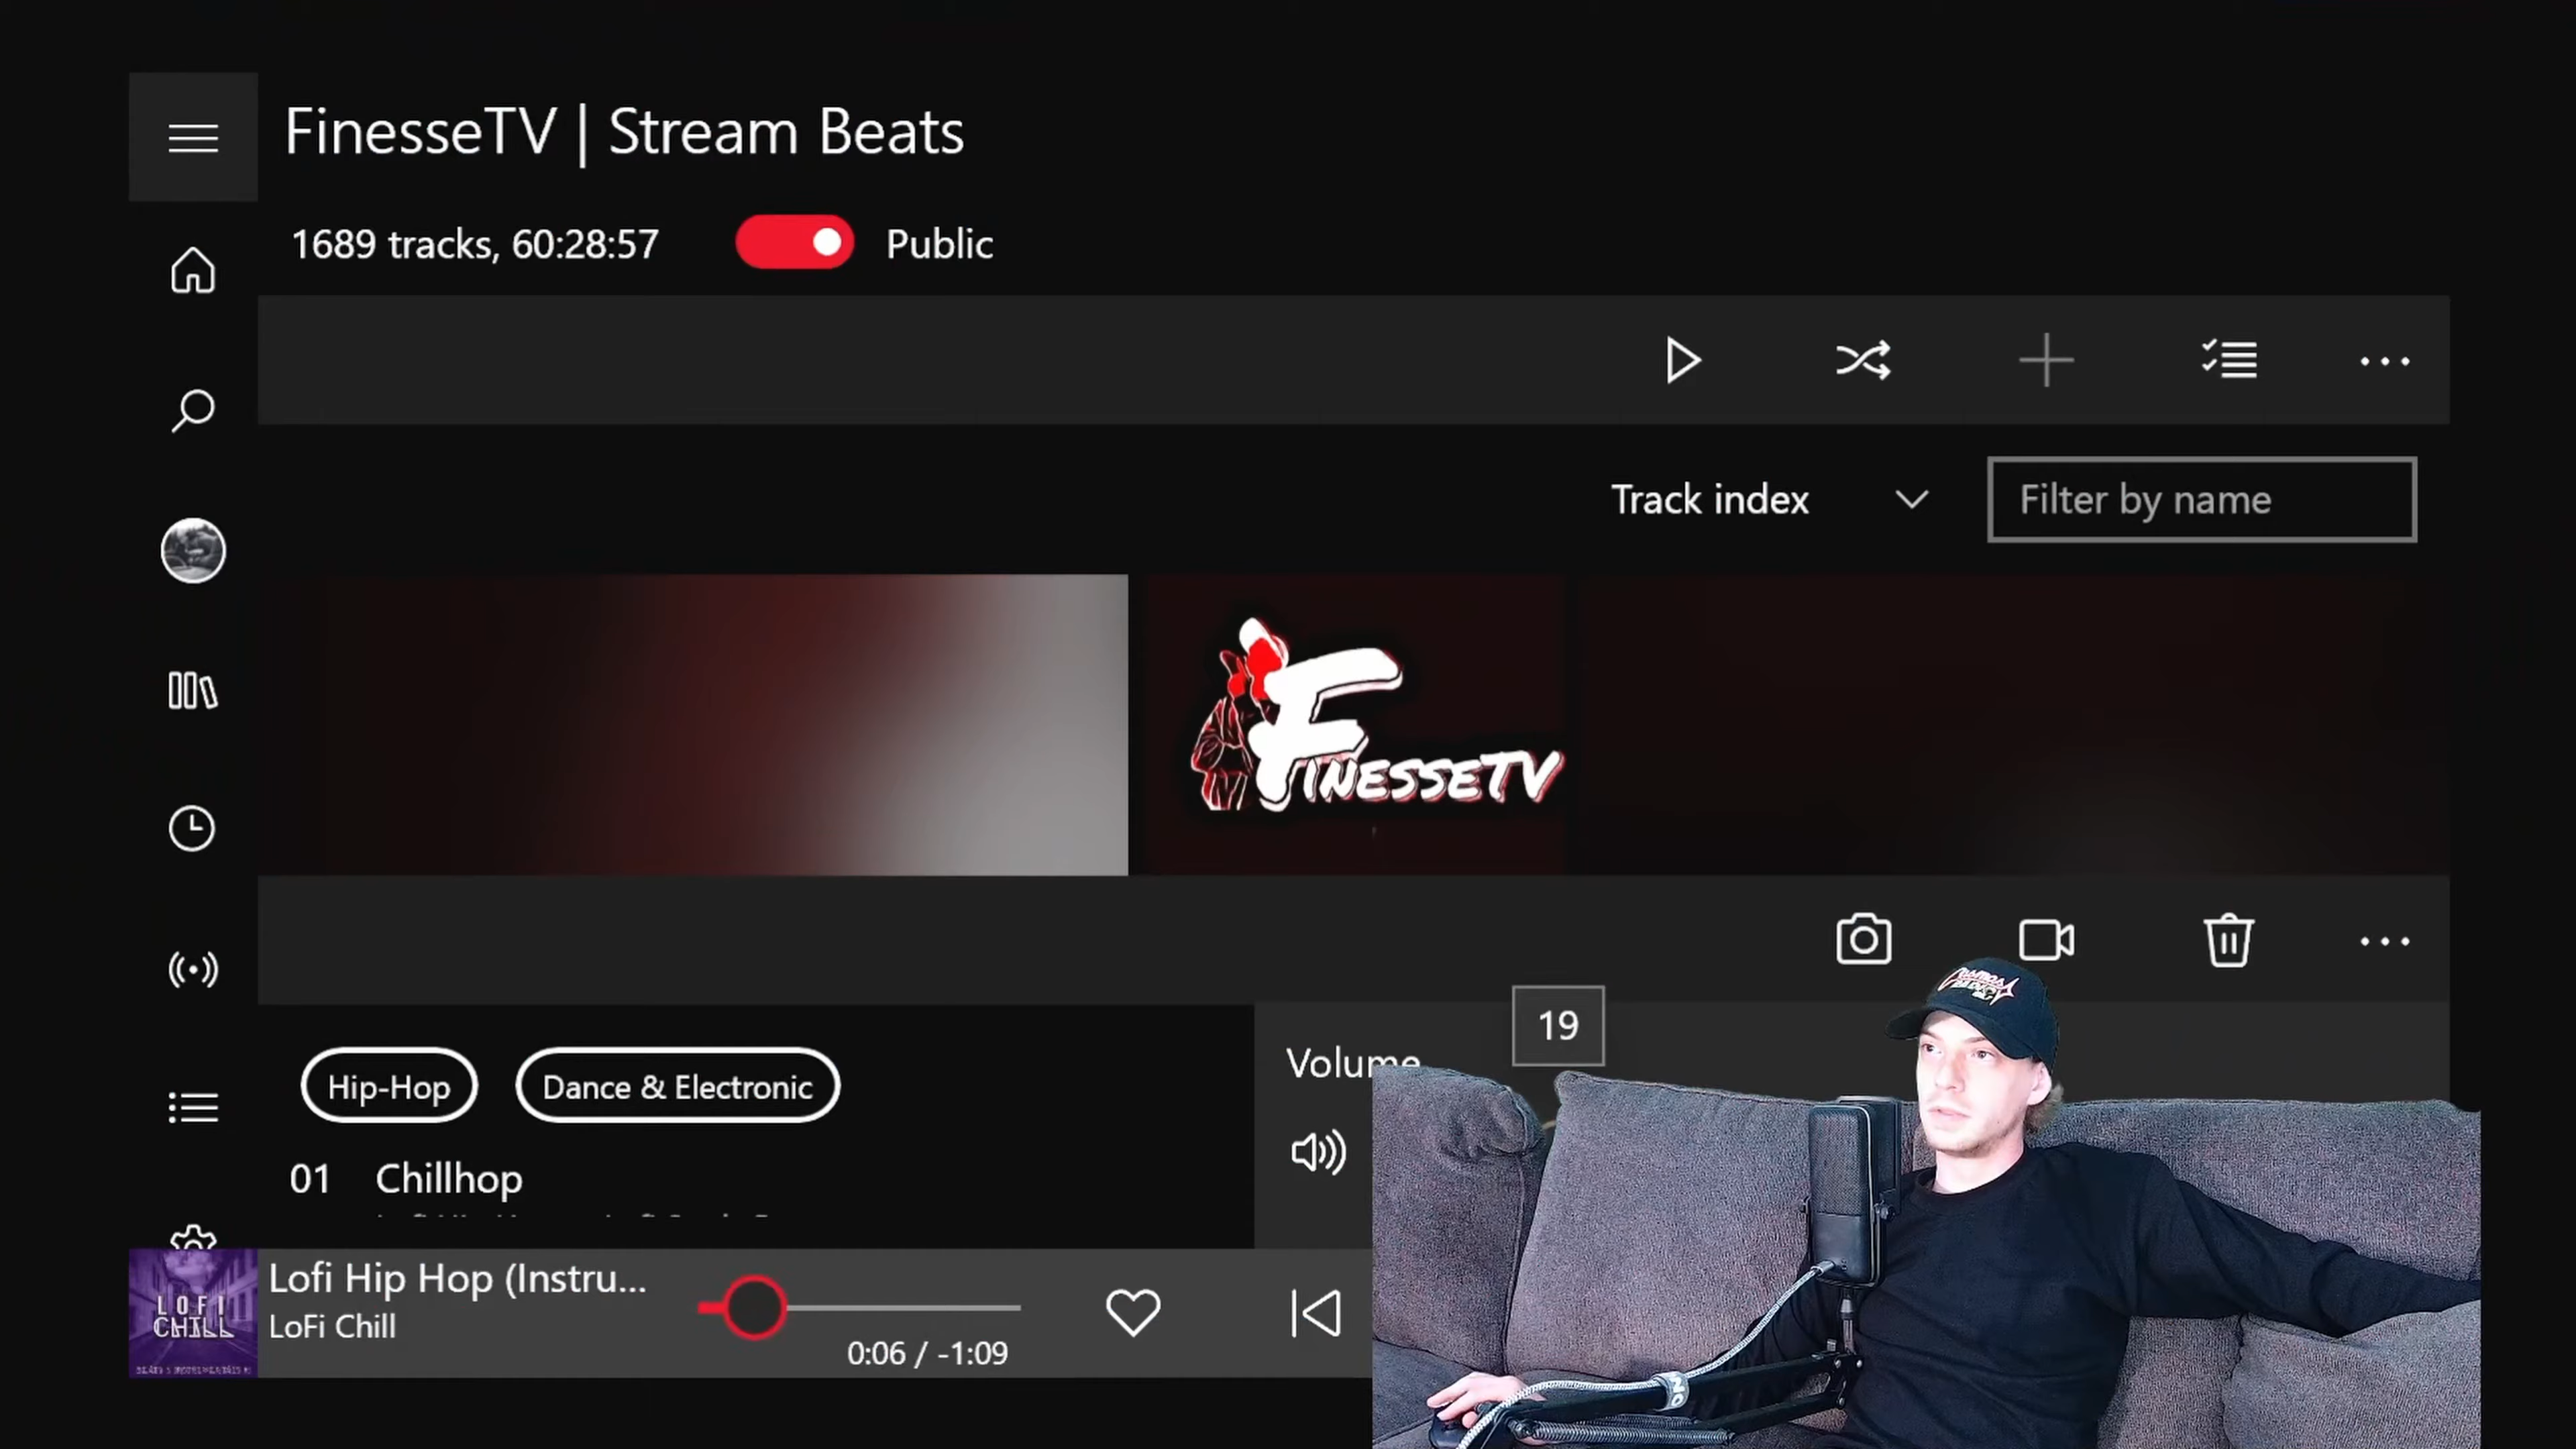 FinesseTV | Stream Beats
1689 tracks, 60:28:57
Public
Track index
Filter by name
FINESSETV
19
Volume
Hip-Hop
Dance & Electronic
01
Chillhop
Lofi Hip Hop (Instru...
LoFi Chill
0:06 / -1:09
LOFI
CHILL